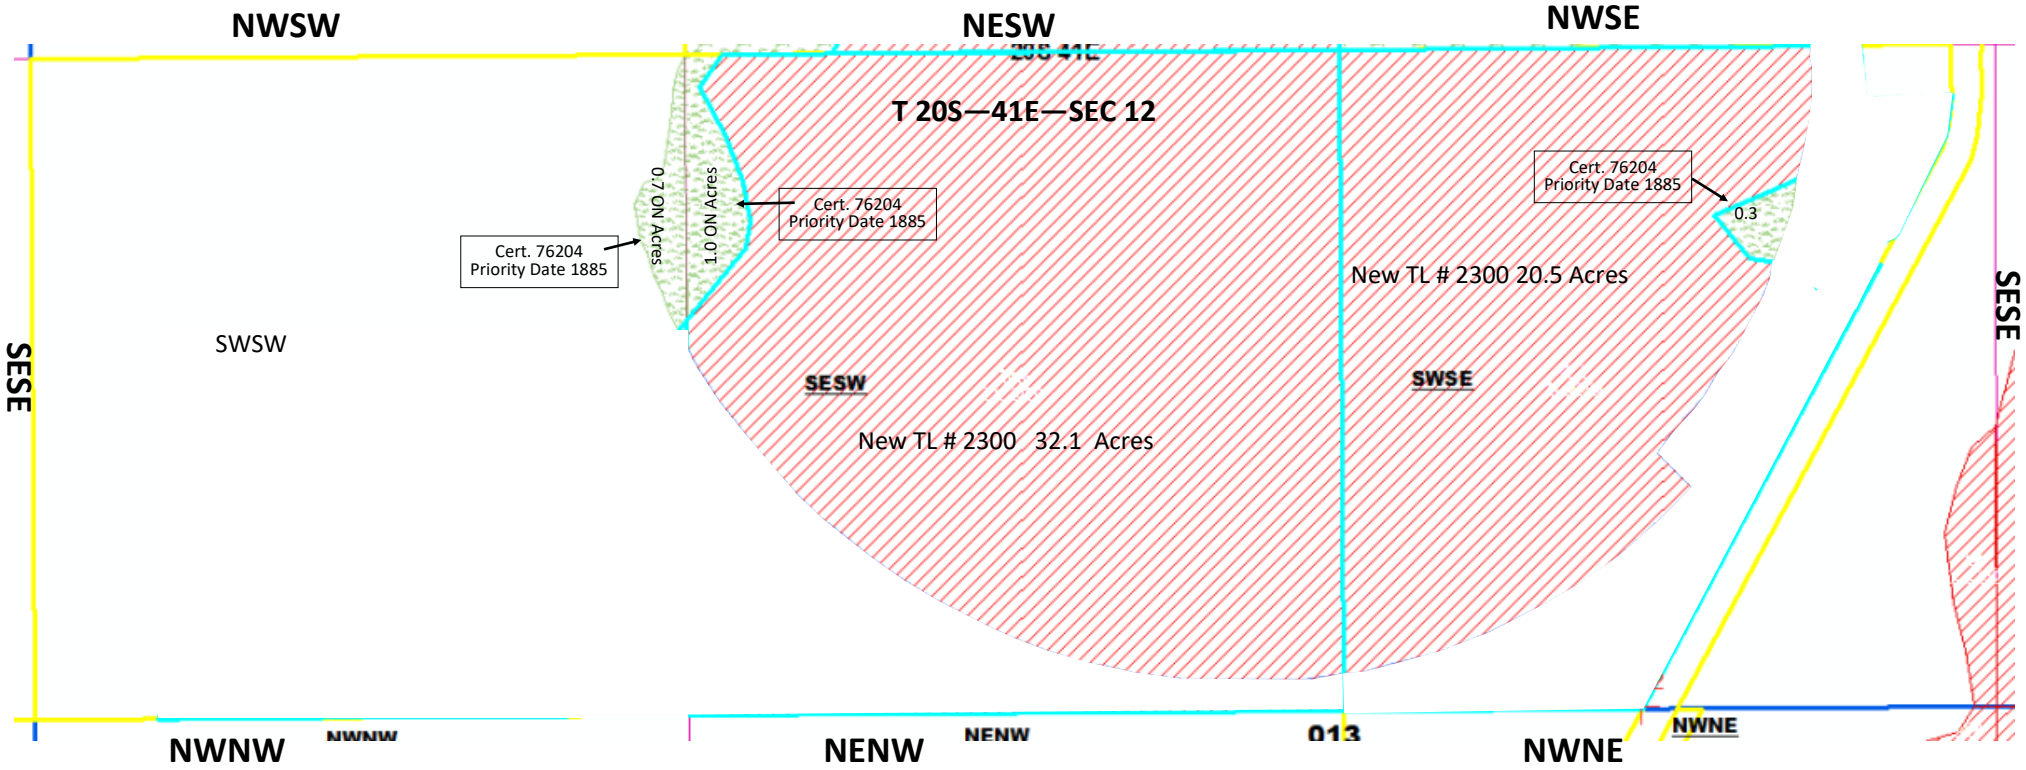 NWSW
NESW
NWSE
20S 41E
T 20S—41E—SEC 12
Cert. 76204
Priority Date 1885
0.3
0.7 ON Acres
1.0 ON Acres
Cert. 76204
Priority Date 1885
Cert. 76204
Priority Date 1885
New TL # 2300 20.5 Acres
SESE
SWSW
SESE
SESW
SWSE
New TL # 2300 32.1 Acres
NWNW
NENW
013
NWNE
NWNW
NENW
NWNE